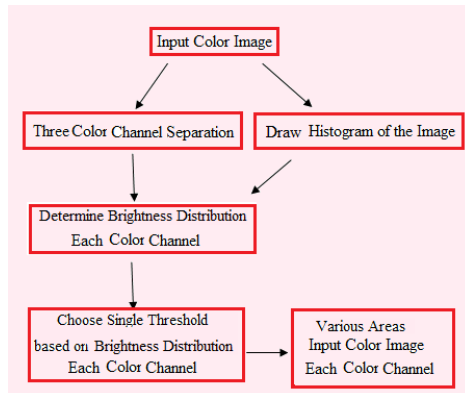 Input Color Image
Three Color Channel Separation
Draw Histogram of the Image
Determine Brightness Distribution
Each Color Channel
Choose Single Threshold
based on Brightness Distribution
Each Color Channel
Various Areas
Input Color Image
Each Color Channel